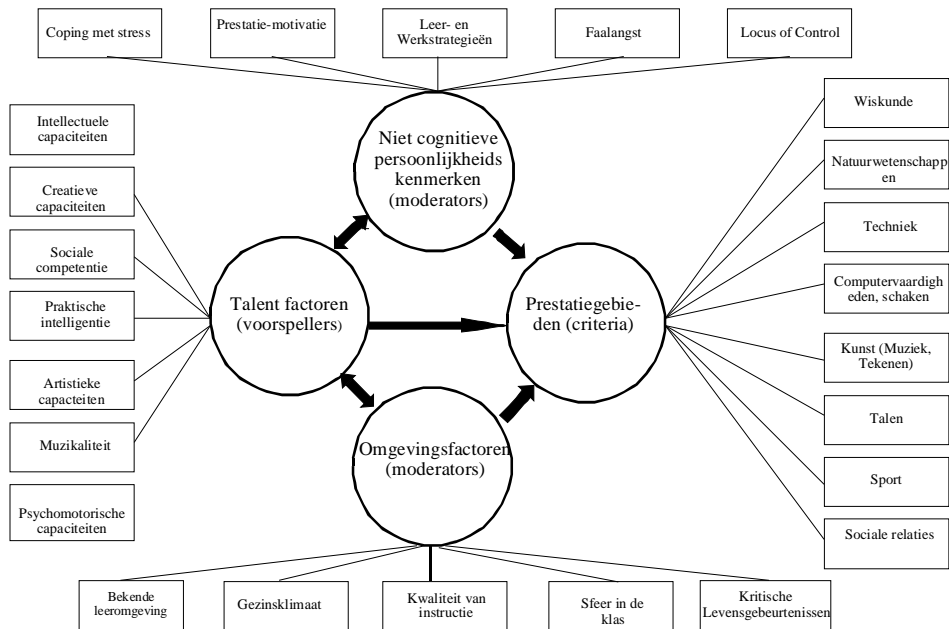 Coping met stress
Prestatie-motivatie
Leer- en
Werkstrategieën
Faalangst
Locus of Control
Intellectuele
capaciteiten
Creatieve
capaciteiten
Sociale
competentie
Praktische
intelligentie
Artistieke
capacteiten
Muzikaliteit
Psychomotorische
capaciteiten
Niet cognitieve
persoonlijkheids
kenmerken
(moderators)
Talent factoren
(voorspellers)
Prestatiegebie-
den (criteria)
Omgevingsfactoren
(moderators)
Wiskunde
Natuurwetenschapp
en
Techniek
Computervaardigh
eden, schaken
Kunst (Muziek,
Tekenen)
Talen
Sport
Sociale relaties
Bekende
leeromgeving
Gezinsklimaat
Kwaliteit van
instructie
Sfeer in de
klas
Kritische
Levensgebeurtenissen